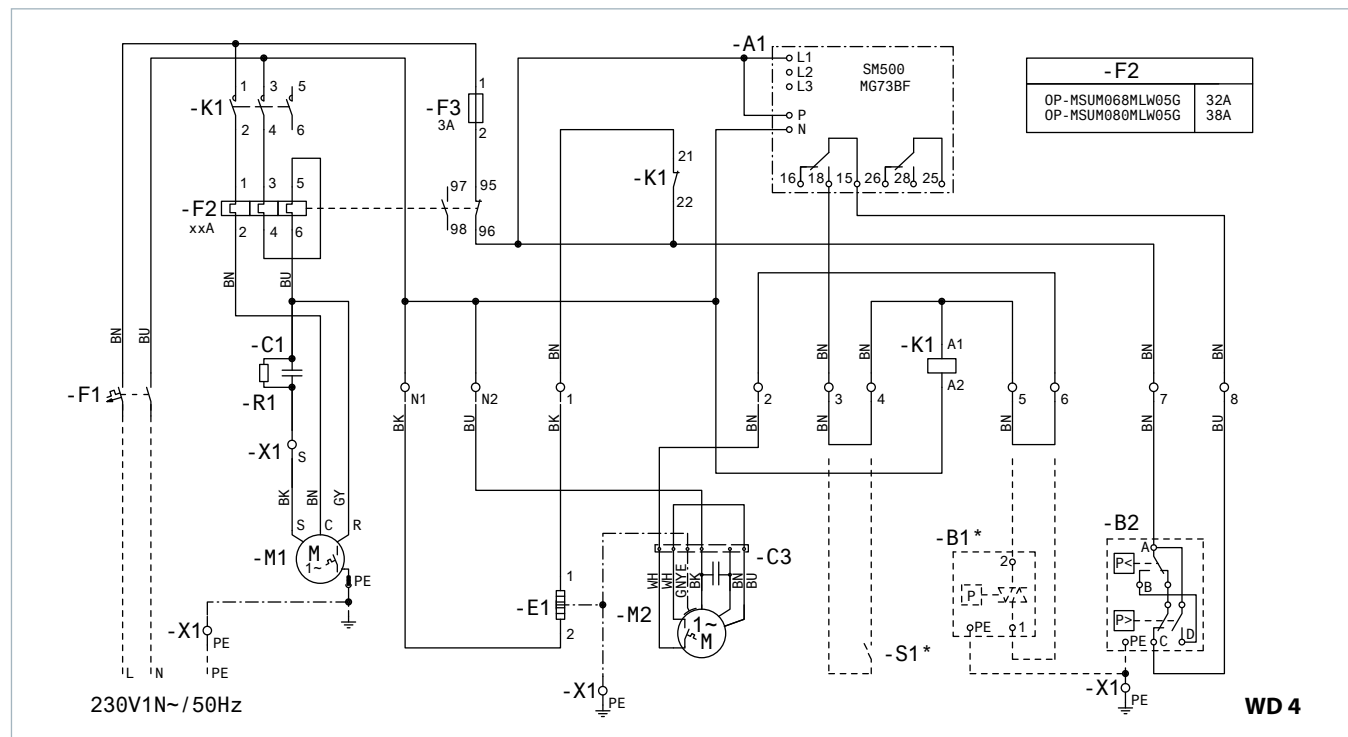 -A1
L1
L2
L3
P
N
SM500
MG73BF
16 18 15 26 28 25
-F2
OP-MSUM068MLW05G 32A
OP-MSUM080MLW05G 38A
1 3 5
-K1
2 4 6
1
-F3
3A
2
21
-K1
22
1 3 5
-F2
xxA
2 4 6
97 95
98 96
BN BU
BN BU
-C1
-R1
-F1
-X1 S
BK BN GY
S C R
-M1
M
1~
PE
-X1
PE
L N PE
230V1N~/50Hz
N1
BK
N2
BU
BN
1
BK
1
-E1
2
2
BN
BN
3
BN
BN
4
-K1 A1
A2
BN
5
6
BN
BN
7
BN
BN
8
BU
-C3
WH WH GNYE BK BN BU
-M2
1~
M
-X1
PE
-S1*
-B1*
2
P
PE 1
-B2
A
P<
B
P>
PE C D
-X1
PE
WD 4